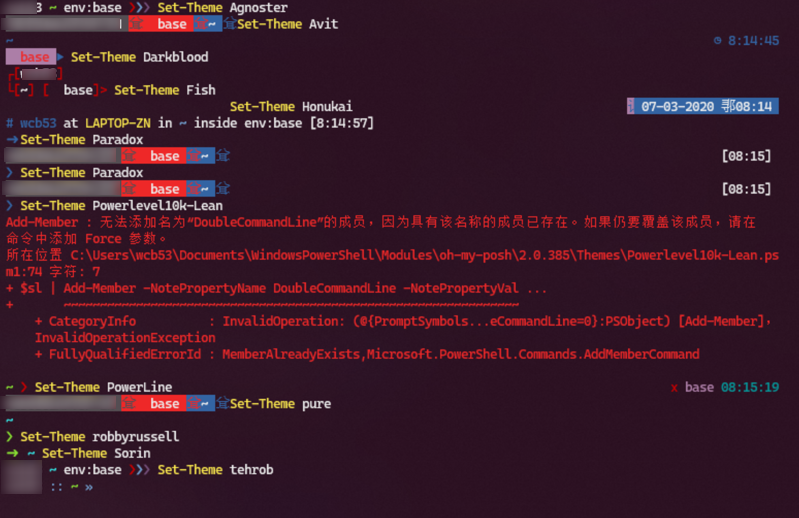 3 ~ env:base ❯❯❯ Set-Theme Agnoster
base ~ Set-Theme Avit
~ 8:14:45
base Set-Theme Darkblood
┌[ ]
└[~] [ base]> Set-Theme Fish
Set-Theme Honukai 07-03-2020 08:14
# wcb53 at LAPTOP-ZN in ~ inside env:base [8:14:57]
➜ Set-Theme Paradox
base ~ [08:15]
❯ Set-Theme Paradox
base ~ [08:15]
❯ Set-Theme Powerlevel10k-Lean
Add-Member : 无法添加名为“DoubleCommandLine”的成员，因为具有该名称的成员已存在。如果仍要覆盖该成员，请在
命令中添加 Force 参数。
所在位置 C:\Users\wcb53\Documents\WindowsPowerShell\Modules\oh-my-posh\2.0.385\Themes\Powerlevel10k-Lean.ps
m1:74 字符: 7
+ $sl | Add-Member -NotePropertyName DoubleCommandLine -NotePropertyVal ...
+ ~~~~~~~~~~~~~~~~~~~~~~~~~~~~~~~~~~~~~~~~~~~~~~~~~~~~~~~~~~~~~~~
+ CategoryInfo : InvalidOperation: (@{PromptSymbols...eCommandLine=0}:PSObject) [Add-Member],
InvalidOperationException
+ FullyQualifiedErrorId : MemberAlreadyExists,Microsoft.PowerShell.Commands.AddMemberCommand
~ ❯ Set-Theme PowerLine x base 08:15:19
base ~ Set-Theme pure
~
❯ Set-Theme robbyrussell
➜ ~ Set-Theme Sorin
~ env:base ❯❯❯ Set-Theme tehrob
:: ~ »